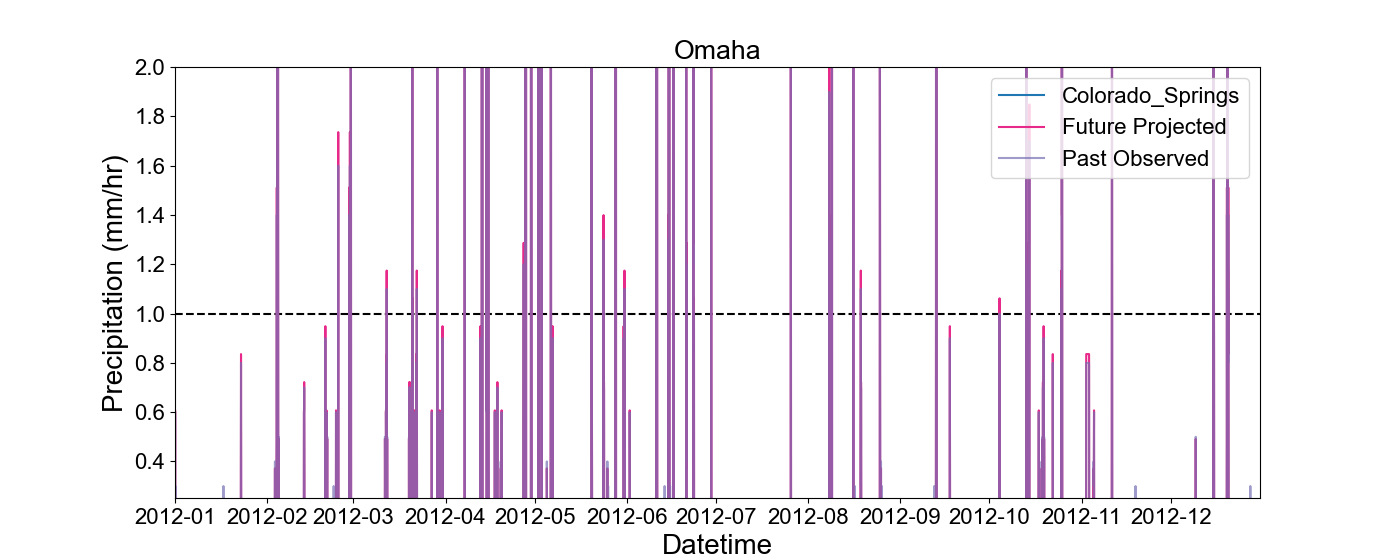 Omaha
Precipitation (mm/hr)
2.0
1.8
1.6
1.4
1.2
1.0
0.8
0.6
0.4
Colorado_Springs
Future Projected
Past Observed
2012-01 2012-02 2012-03 2012-04 2012-05 2012-06 2012-07 2012-08 2012-09 2012-10 2012-11 2012-12
Datetime